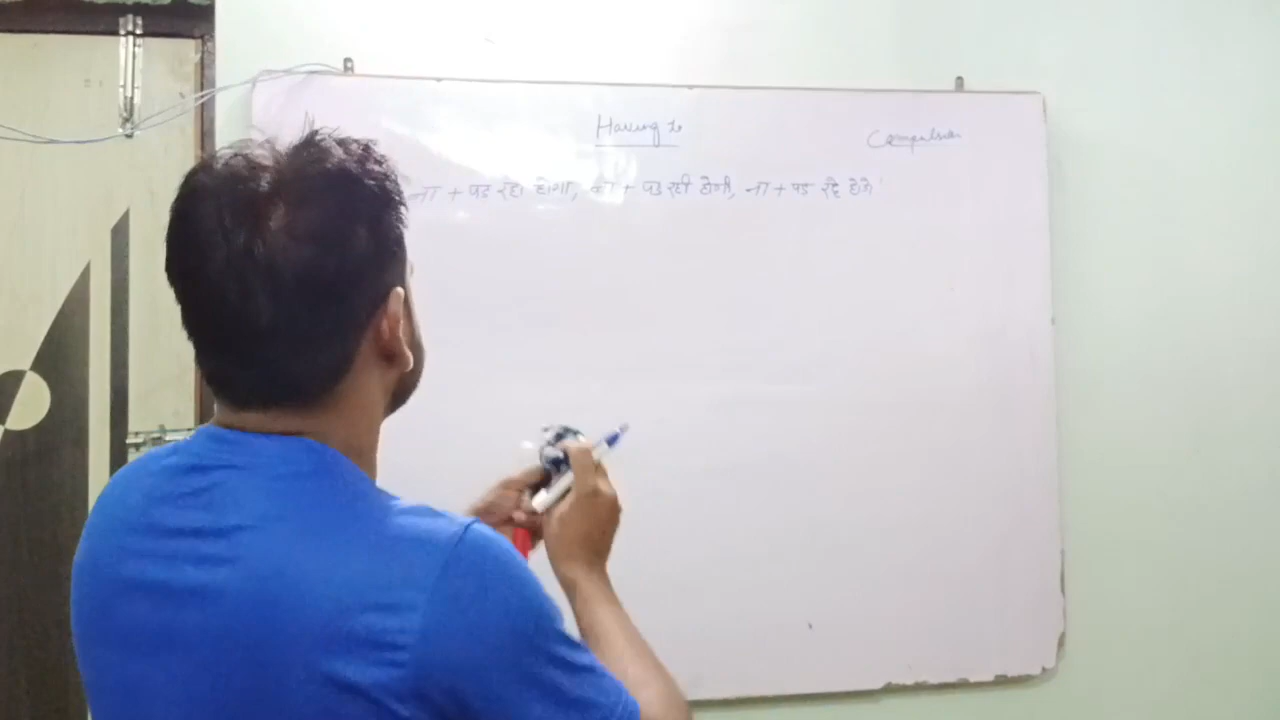 Having to
Compulsion
ना + पड रहा होगा, ना + पड रही होगी, ना + पड रहे होगे